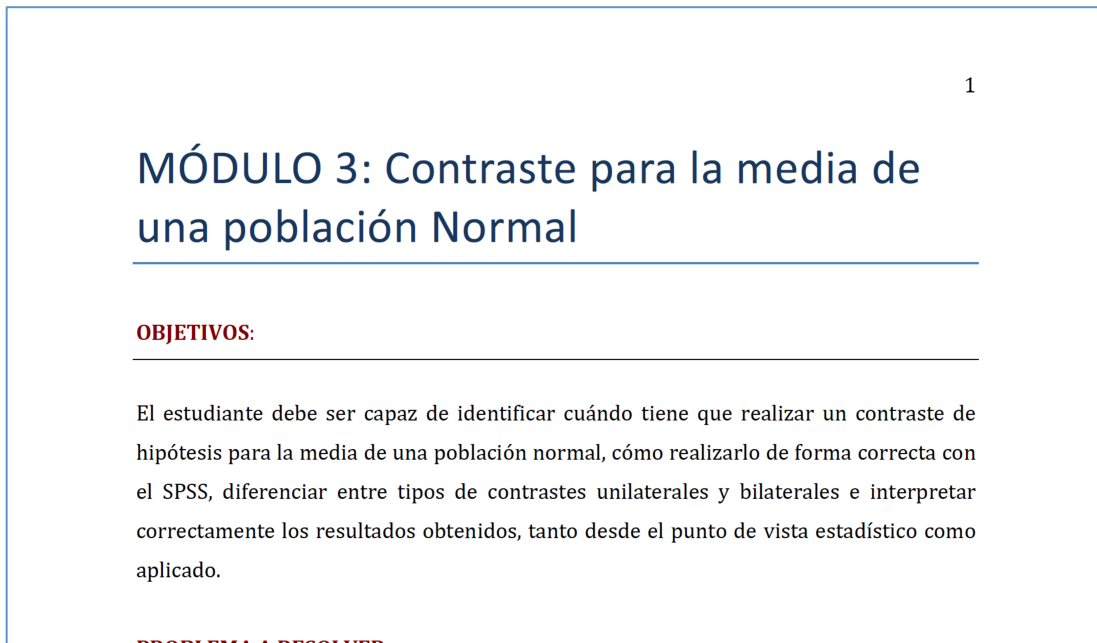 1
MÓDULO 3: Contraste para la media de
una población Normal
OBJETIVOS:
El estudiante debe ser capaz de identificar cuándo tiene que realizar un contraste de
hipótesis para la media de una población normal, cómo realizarlo de forma correcta con
el SPSS, diferenciar entre tipos de contrastes unilaterales y bilaterales e interpretar
correctamente los resultados obtenidos, tanto desde el punto de vista estadístico como
aplicado.
PROBLEMA A RESOLVER